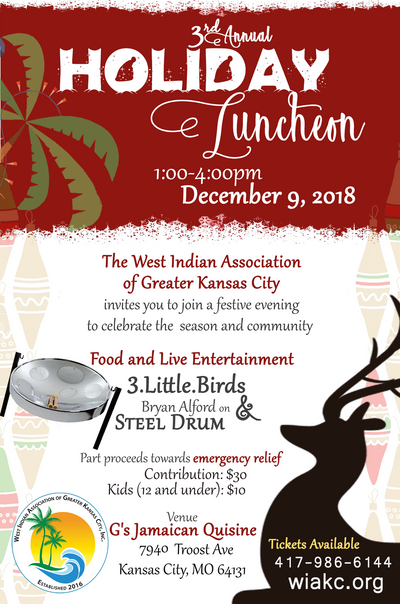 3rd Annual
HOLIDAY
Luncheon
1:00-4:00pm
December 9, 2018
The West Indian Association
of Greater Kansas City
invites you to join a festive evening
to celebrate the season and community
Food and Live Entertainment
3.Little.Birds
&
Bryan Alford on
STEEL DRUM
Part proceeds towards emergency relief
Contribution: $30
Kids (12 and under): $10
Venue
G's Jamaican Quisine
7940 Troost Ave
Kansas City, MO 64131
WEST INDIAN ASSOCIATION OF GREATER KANSAS CITY, INC.
ESTABLISHED 2016
Tickets Available
417-986-6144
wiakc.org